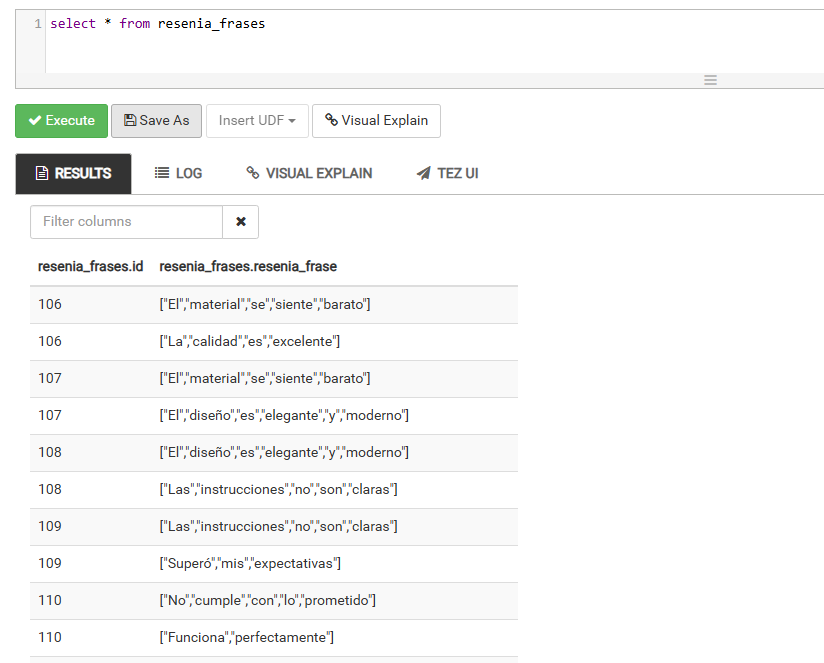 1 select * from resenia_frases
Execute Save As Insert UDF Visual Explain
RESULTS LOG VISUAL EXPLAIN TEZ UI
Filter columns
resenia_frases.id resenia_frases.resenia_frase
106 ["El","material","se","siente","barato"]
106 ["La","calidad","es","excelente"]
107 ["El","material","se","siente","barato"]
107 ["El","diseño","es","elegante","y","moderno"]
108 ["El","diseño","es","elegante","y","moderno"]
108 ["Las","instrucciones","no","son","claras"]
109 ["Las","instrucciones","no","son","claras"]
109 ["Superó","mis","expectativas"]
110 ["No","cumple","con","lo","prometido"]
110 ["Funciona","perfectamente"]